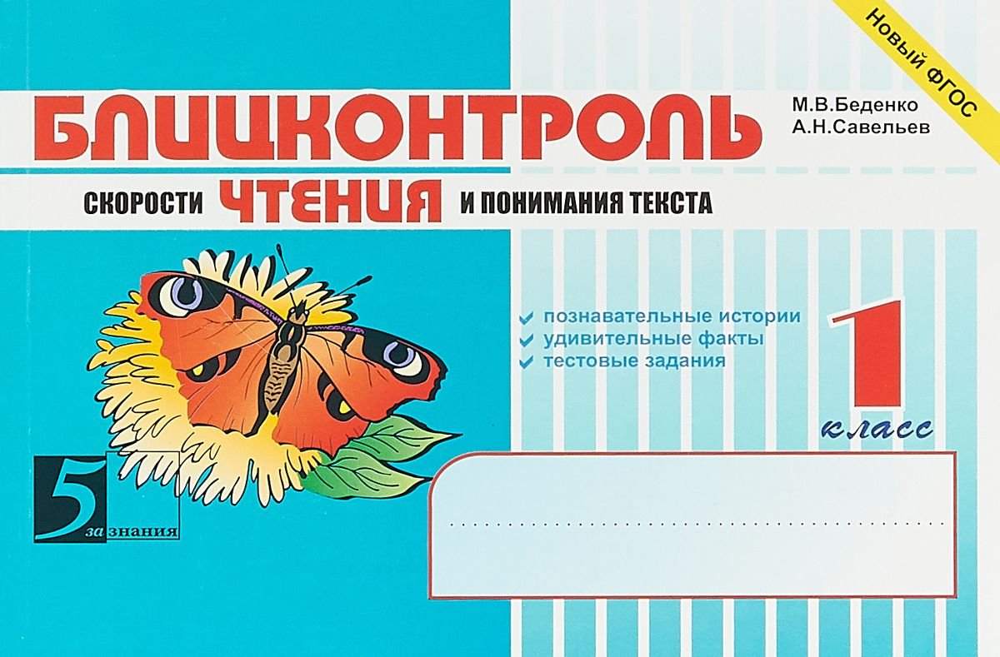 Новый ФГОС
БЛИЦКОНТРОЛЬ
М.В.Беденко
А.Н.Савельев
СКОРОСТИ ЧТЕНИЯ И ПОНИМАНИЯ ТЕКСТА
познавательные истории
удивительные факты
тестовые задания
1
класс
5
за знания